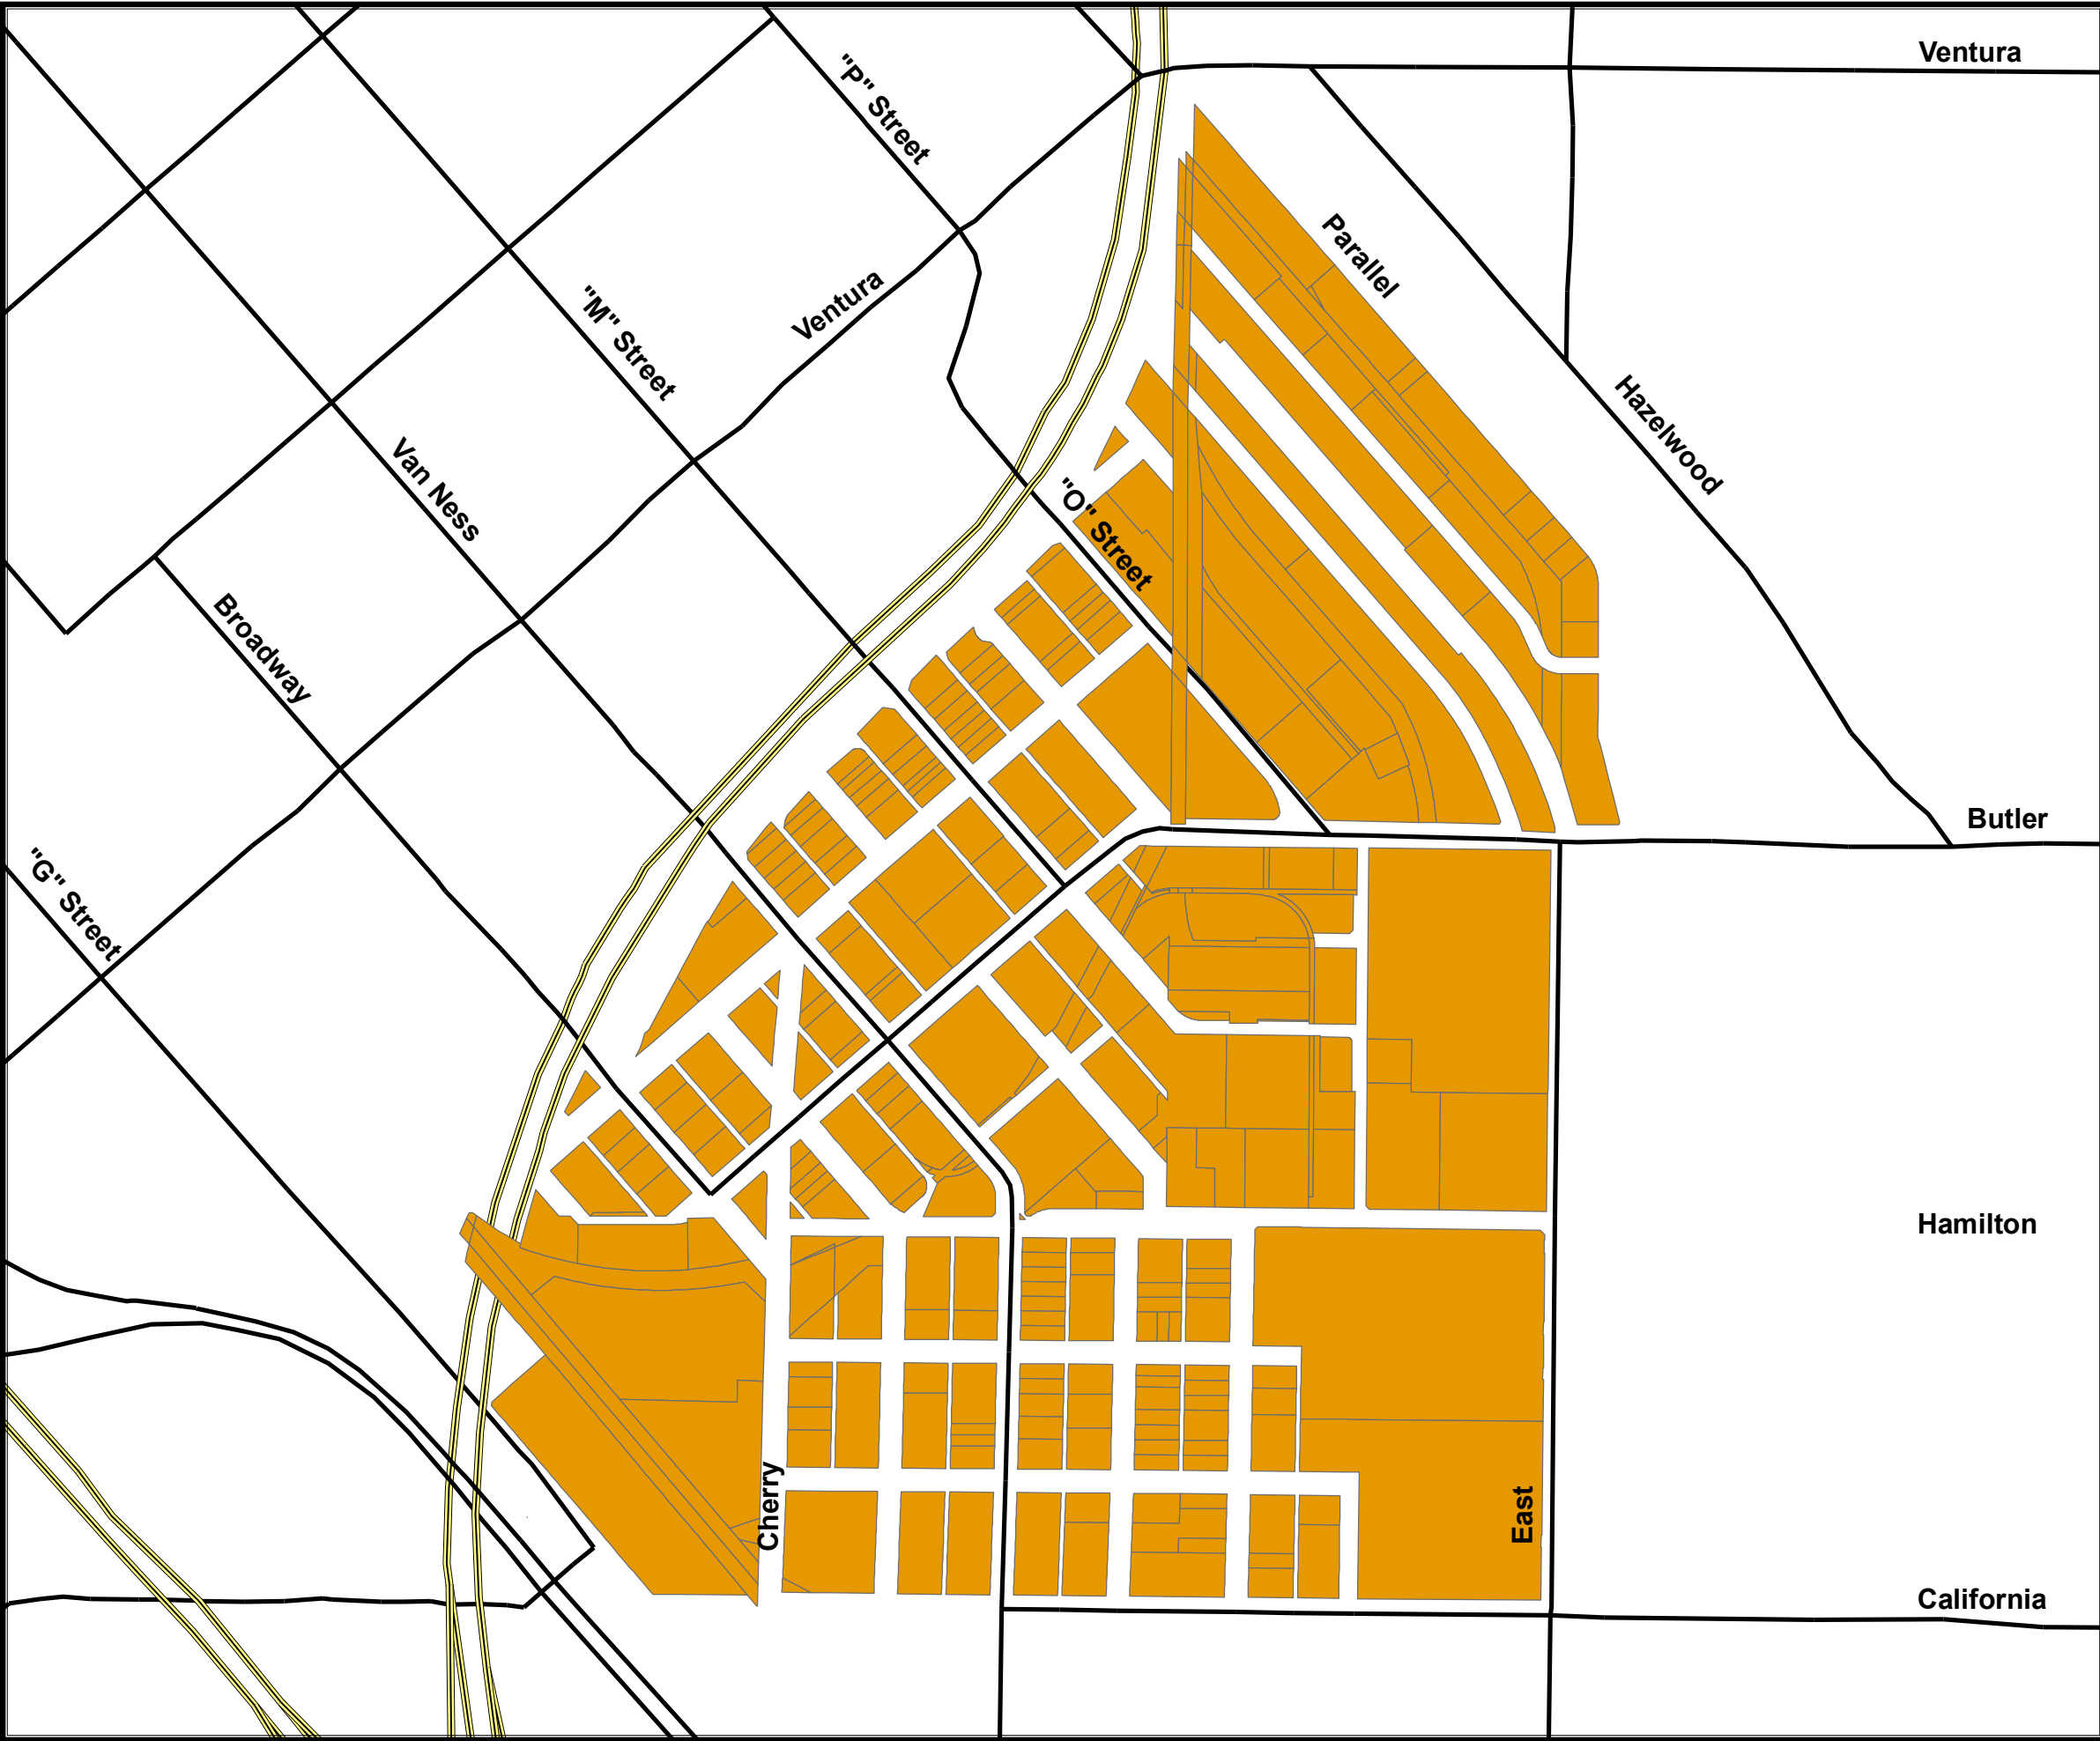 Ventura
"P" Street
Parallel
"M" Street
Ventura
Hazelwood
Van Ness
"O" Street
Broadway
Butler
"G" Street
Hamilton
Cherry
East
California